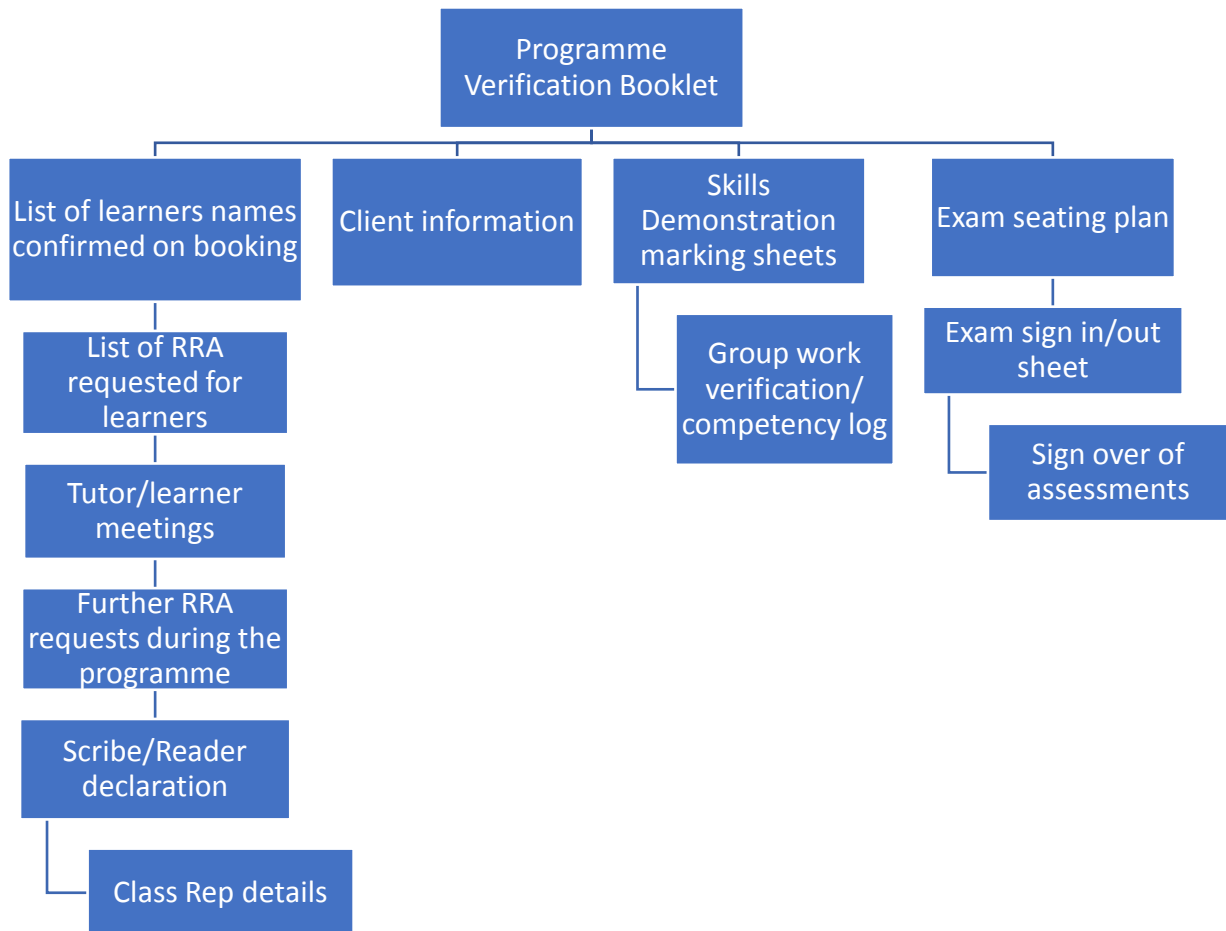 Programme
Verification Booklet
List of learners names
confirmed on booking
Client information
Skills
Demonstration
marking sheets
Exam seating plan
List of RRA
requested for
learners
Group work
verification/
competency log
Exam sign in/out
sheet
Sign over of
assessments
Tutor/learner
meetings
Further RRA
requests during the
programme
Scribe/Reader
declaration
Class Rep details